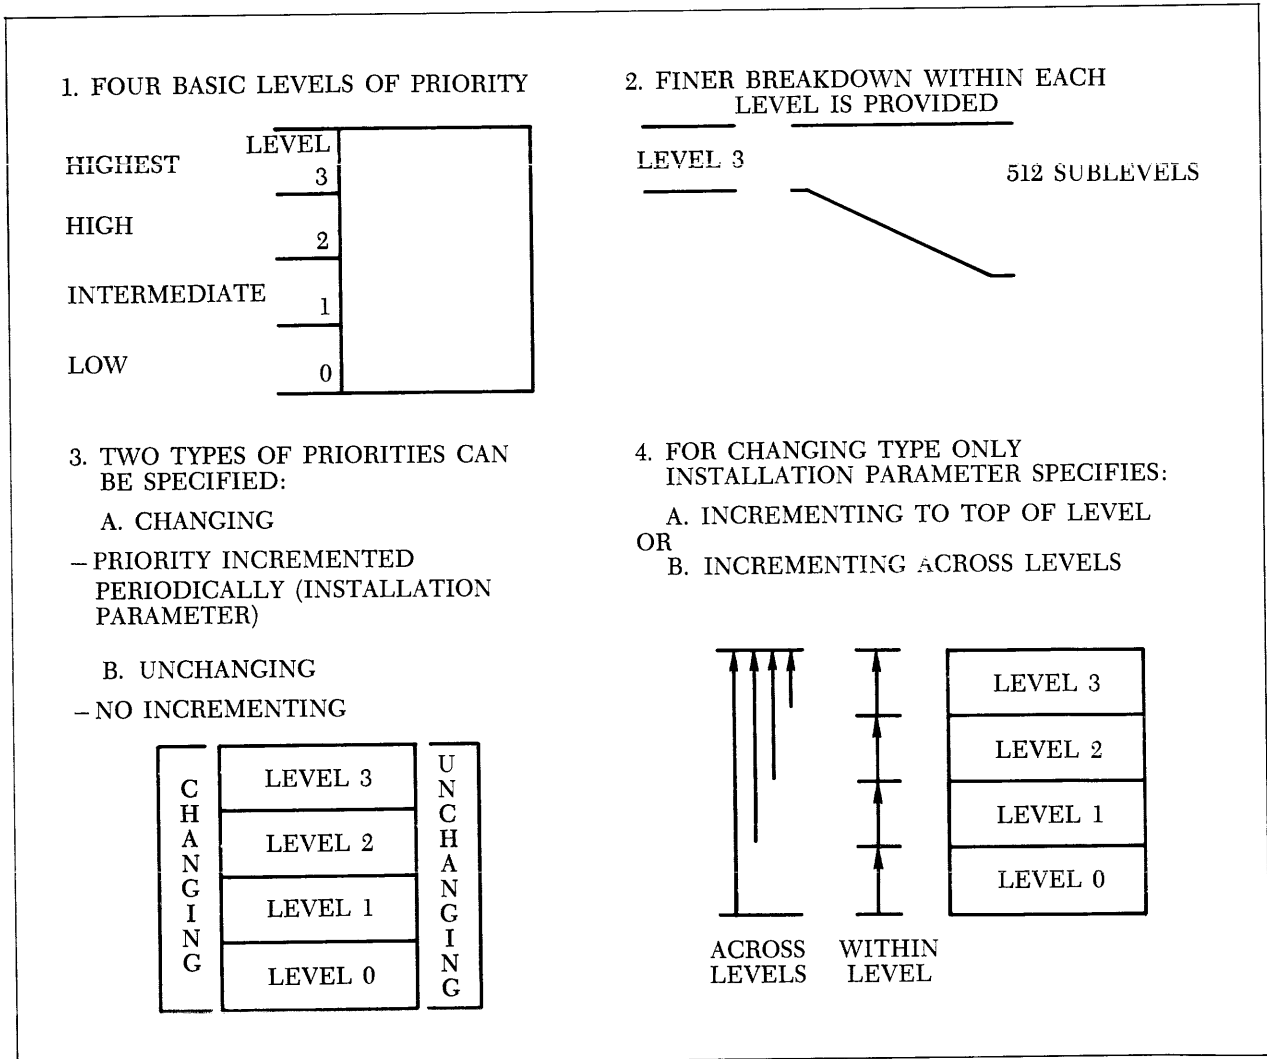 1. FOUR BASIC LEVELS OF PRIORITY
LEVEL
HIGHEST
3
HIGH
2
INTERMEDIATE
1
LOW
0
2. FINER BREAKDOWN WITHIN EACH
LEVEL IS PROVIDED
LEVEL 3
512 SUBLEVELS
3. TWO TYPES OF PRIORITIES CAN
BE SPECIFIED:
A. CHANGING
– PRIORITY INCREMENTED
PERIODICALLY (INSTALLATION
PARAMETER)
B. UNCHANGING
– NO INCREMENTING
CHANGING
LEVEL 3
LEVEL 2
LEVEL 1
LEVEL 0
UNCHANGING
4. FOR CHANGING TYPE ONLY
INSTALLATION PARAMETER SPECIFIES:
A. INCREMENTING TO TOP OF LEVEL
OR
B. INCREMENTING ACROSS LEVELS
LEVEL 3
LEVEL 2
LEVEL 1
LEVEL 0
ACROSS
LEVELS
WITHIN
LEVEL